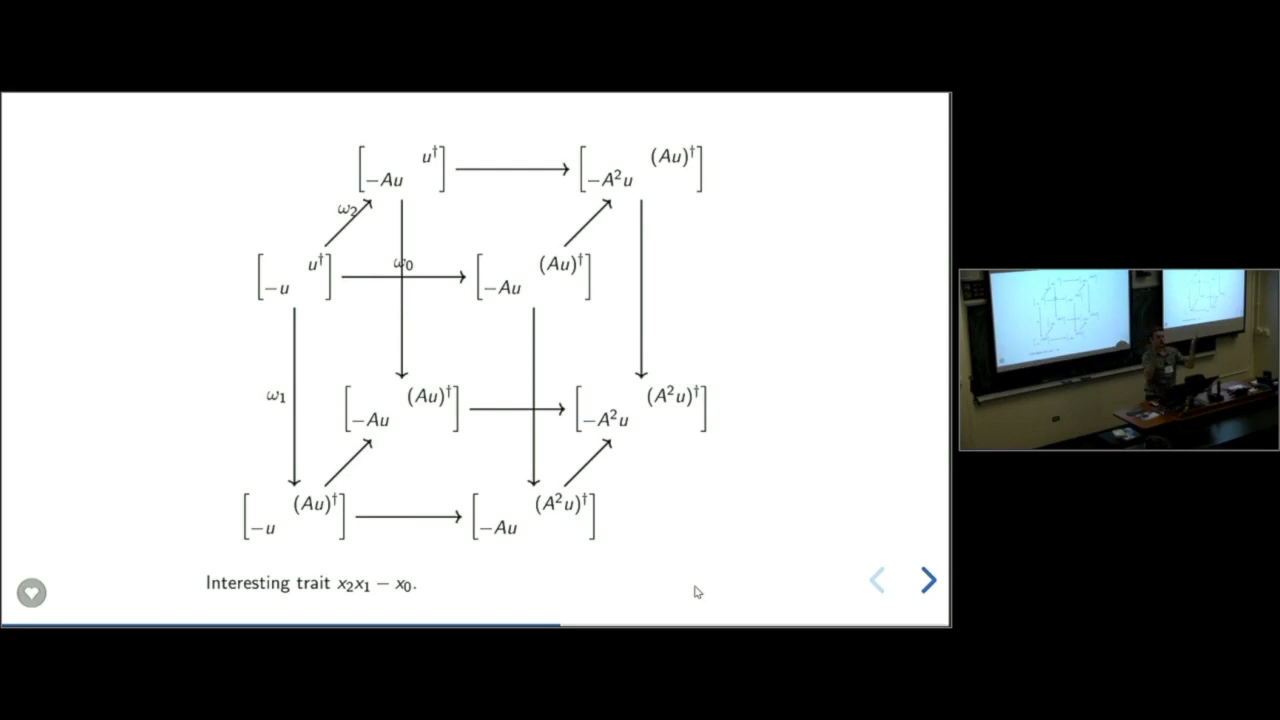 [−Au u†] [−A²u (Au)†]
ω₂
[−u u†] ω₀ [−Au (Au)†]
ω₁
[−Au (Au)†] [−A²u (A²u)†]
[−u (Au)†] [−Au (A²u)†]
Interesting trait x₂x₁ − x₀.